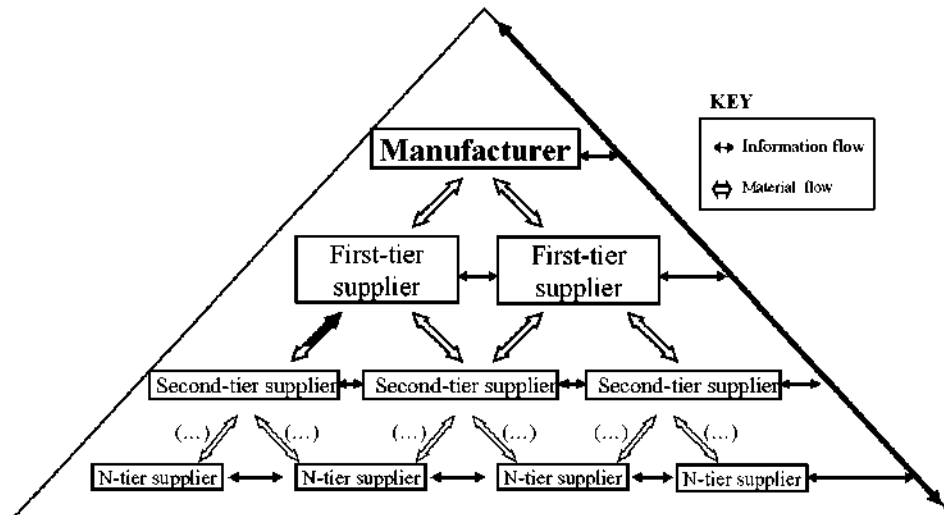 KEY
Information flow
Material flow
Manufacturer
First-tier
supplier
First-tier
supplier
Second-tier supplier
Second-tier supplier
Second-tier supplier
(...)
(...)
(...)
(...)
(...)
(...)
N-tier supplier
N-tier supplier
N-tier supplier
N-tier supplier